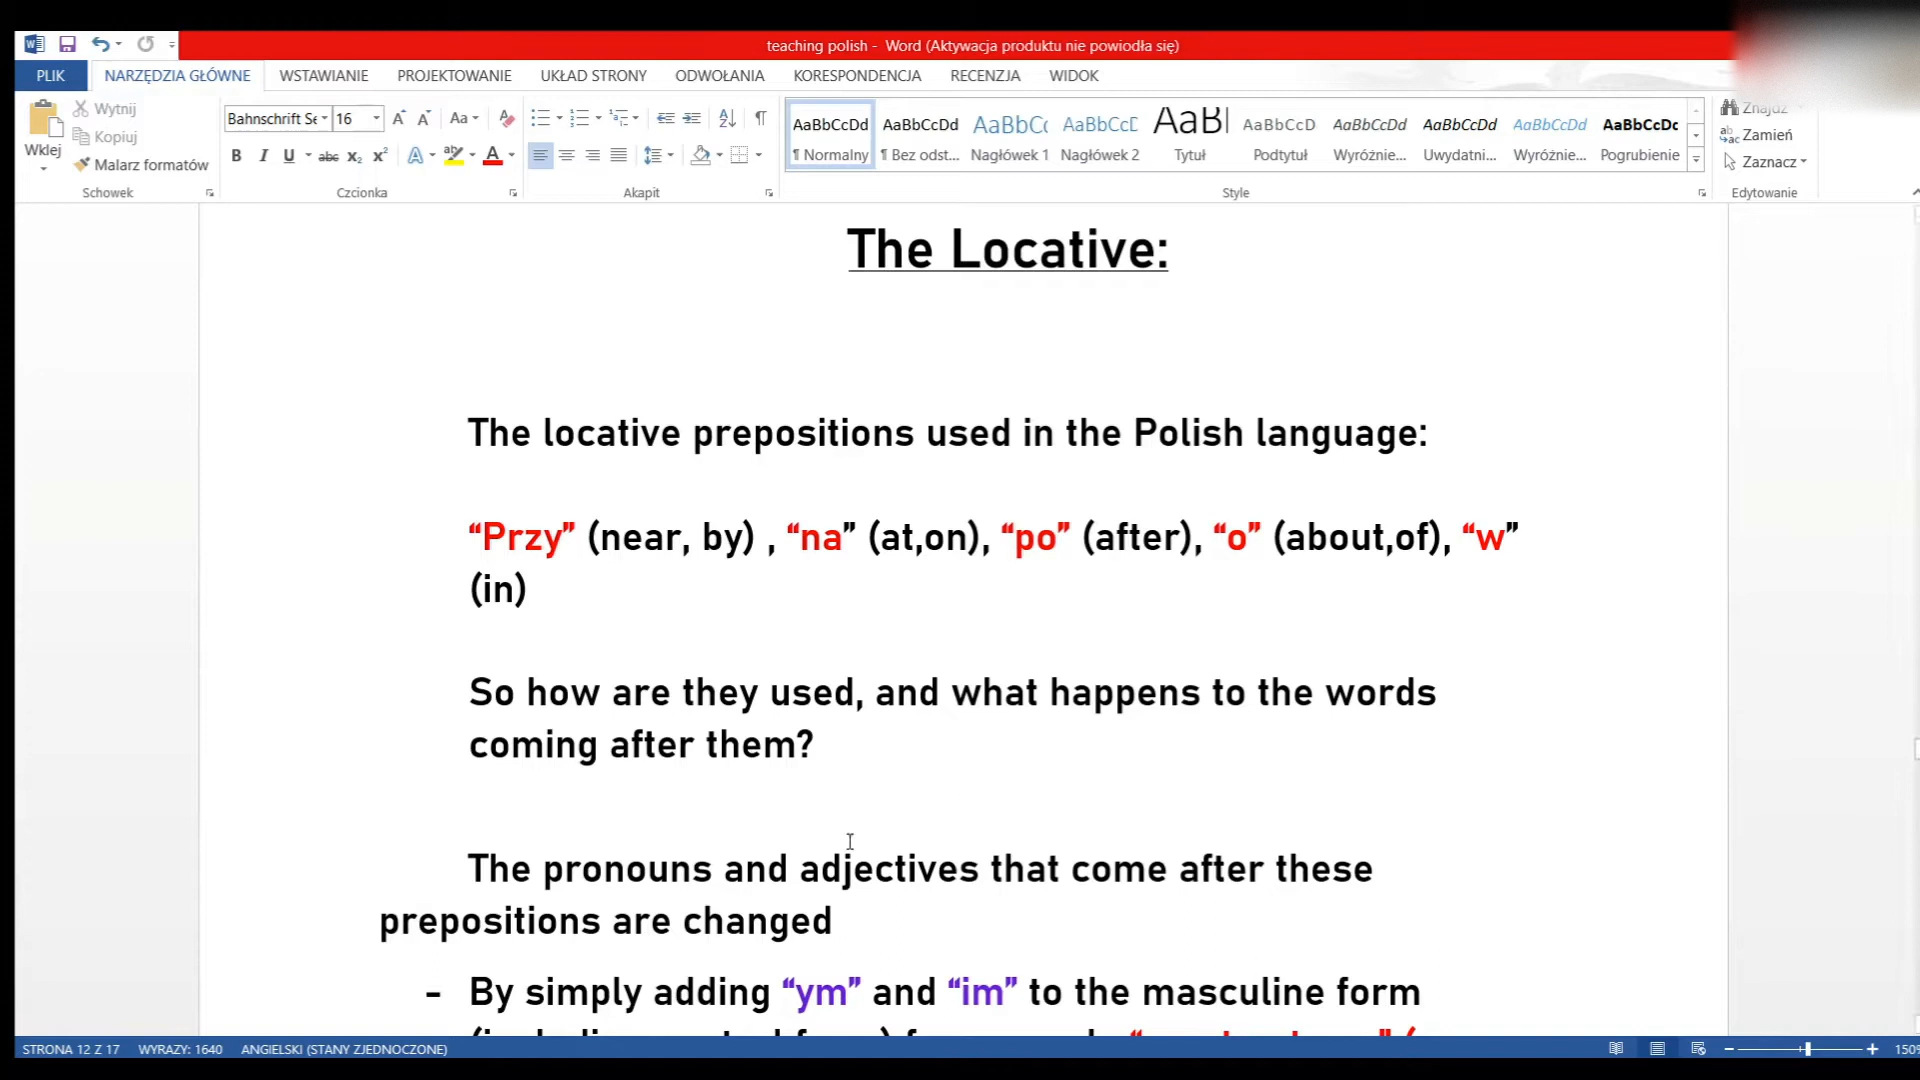 teaching polish - Word (Aktywacja produktu nie powiodła się)
PLIK NARZĘDZIA GŁÓWNE WSTAWIANIE PROJEKTOWANIE UKŁAD STRONY ODWOŁANIA KORESPONDENCJA RECENZJA WIDOK
Wklej
Wytnij
Kopiuj
Malarz formatów
Schowek
Bahnschrift Se 16
Czcionka
Akapit
AaBbCcDd AaBbCcDd AaBbCc AaBbCcD AaB AaBbCcD AaBbCcDd AaBbCcDd AaBbCcDd AaBbCcDc
¶ Normalny ¶ Bez odst... Nagłówek 1 Nagłówek 2 Tytuł Podtytuł Wyróżnie... Uwydatni... Wyróżnie... Pogrubienie
Style
Znajdź
Zamień
Zaznacz
Edytowanie
The Locative:
The locative prepositions used in the Polish language:
“Przy” (near, by) , “na” (at,on), “po” (after), “o” (about,of), “w”
(in)
So how are they used, and what happens to the words
coming after them?
The pronouns and adjectives that come after these
prepositions are changed
- By simply adding “ym” and “im” to the masculine form
STRONA 12 Z 17 WYRAZY: 1640 ANGIELSKI (STANY ZJEDNOCZONE)
150%